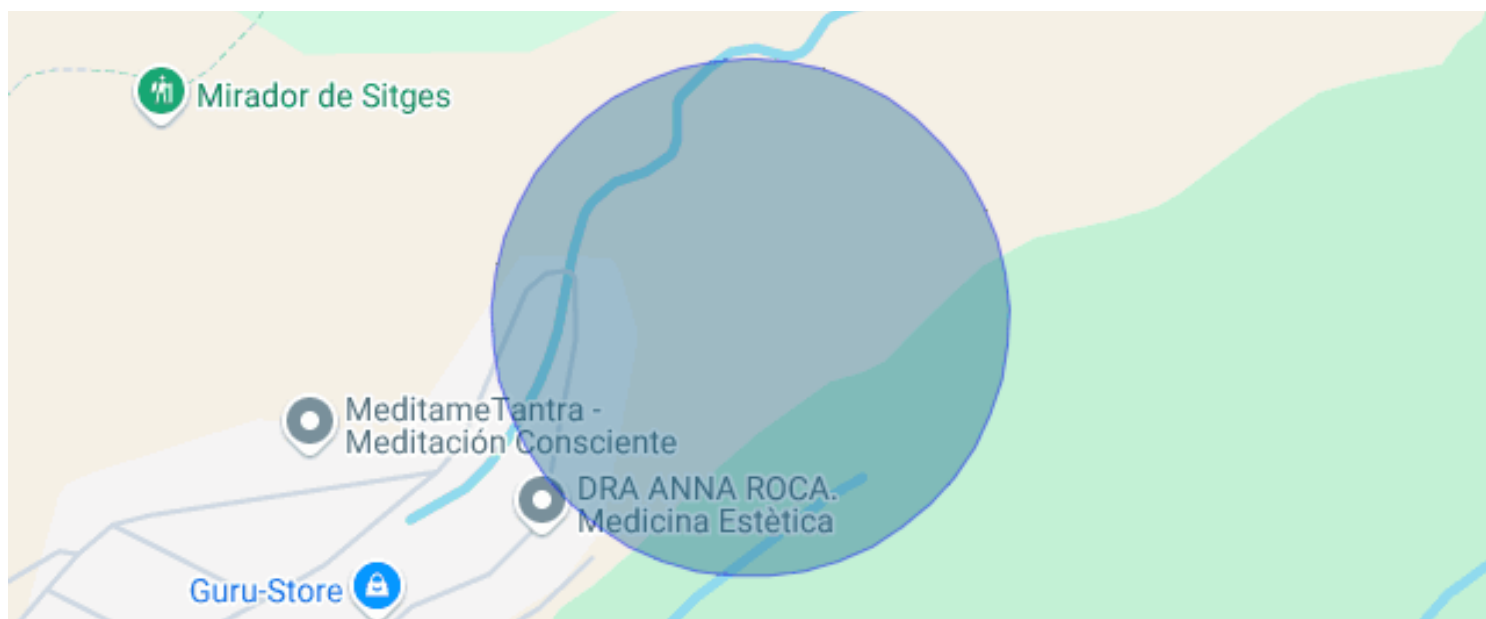 Mirador de Sitges
MeditameTantra -
Meditación Consciente
DRA ANNA ROCA.
Medicina Estètica
Guru-Store